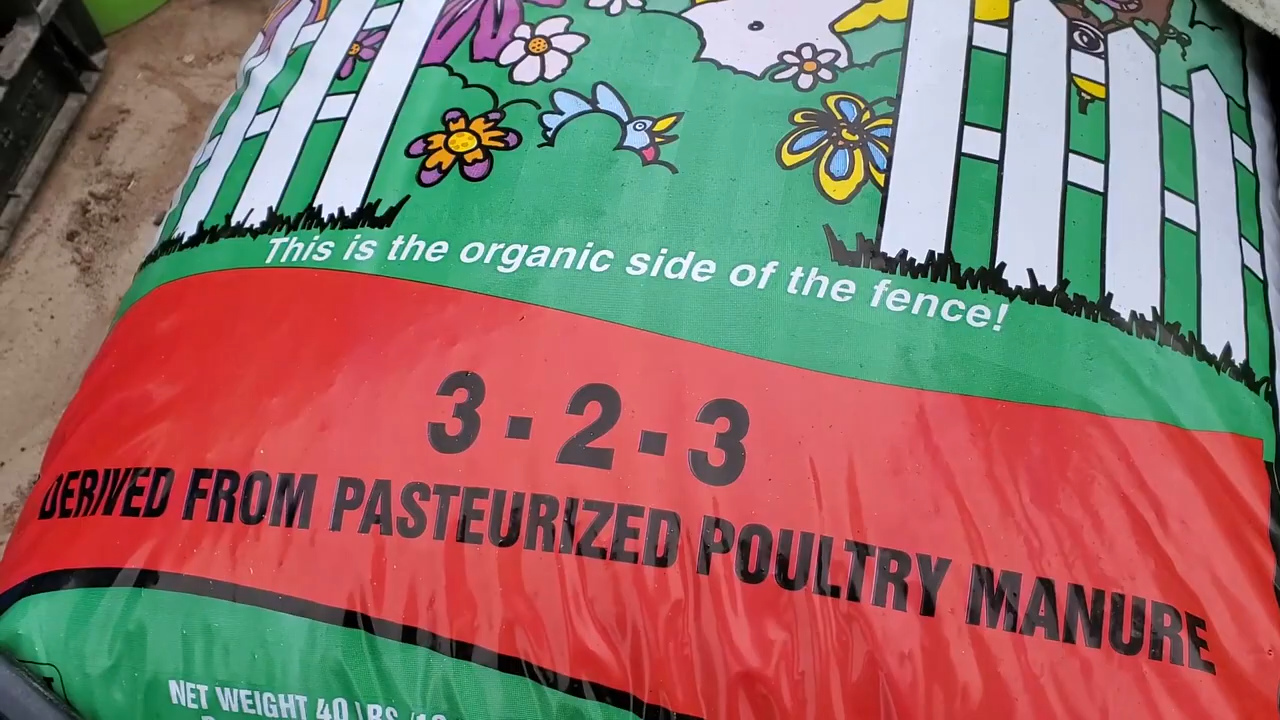 This is the organic side of the fence!
3-2-3
DERIVED FROM PASTEURIZED POULTRY MANURE
NET WEIGHT 40 LBS